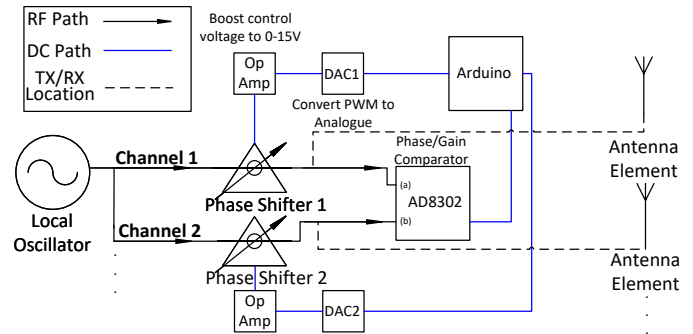 RF Path
DC Path
TX/RX
Location
Boost control
voltage to 0-15V
Op
Amp
DAC1
Arduino
Convert PWM to
Analogue
Phase/Gain
Comparator
Channel 1
(a)
AD8302
(b)
Phase Shifter 1
Local
Oscillator
Channel 2
Phase Shifter 2
Op
Amp
DAC2
Antenna
Element
Antenna
Element